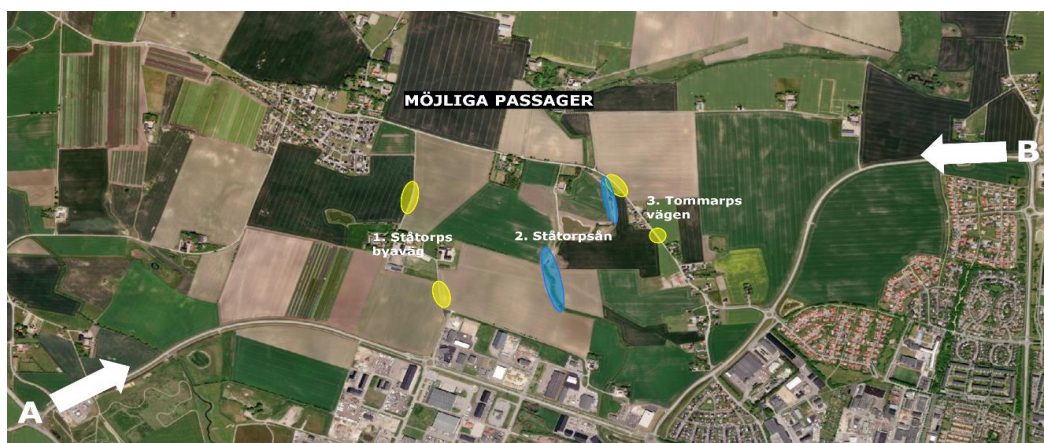 MÖJLIGA PASSAGER
B
3. Tommarps
vägen
1. Ståtorps
byaväg
2. Ståtorpsån
A